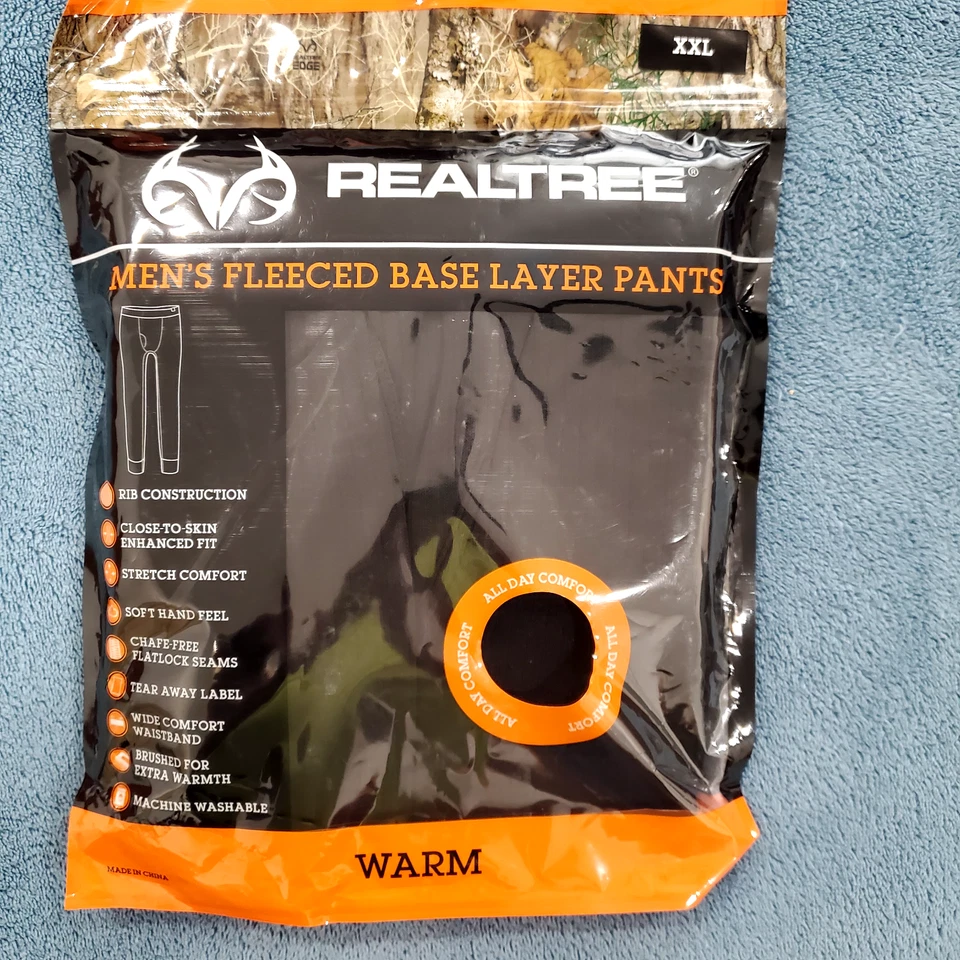 XXL
EDGE
REALTREE®
MEN'S FLEECED BASE LAYER PANTS
RIB CONSTRUCTION
CLOSE-TO-SKIN
ENHANCED FIT
STRETCH COMFORT
SOFT HAND FEEL
CHAFE-FREE
FLATLOCK SEAMS
TEAR AWAY LABEL
WIDE COMFORT
WAISTBAND
BRUSHED FOR
EXTRA WARMTH
MACHINE WASHABLE
ALL DAY COMFORT
ALL DAY COMFORT
ALL DAY COMFORT
WARM
MADE IN CHINA